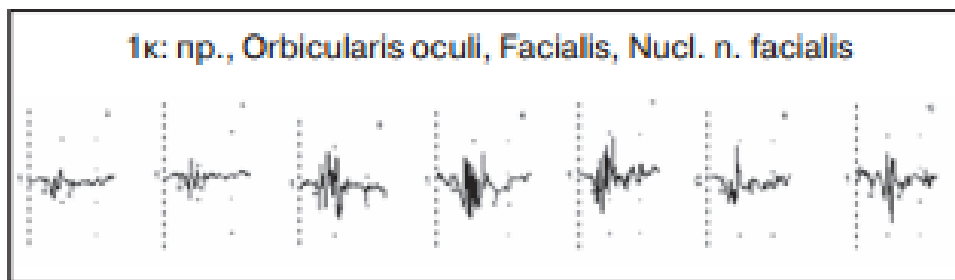 1к: пр., Orbicularis oculi, Facialis, Nucl. n. facialis